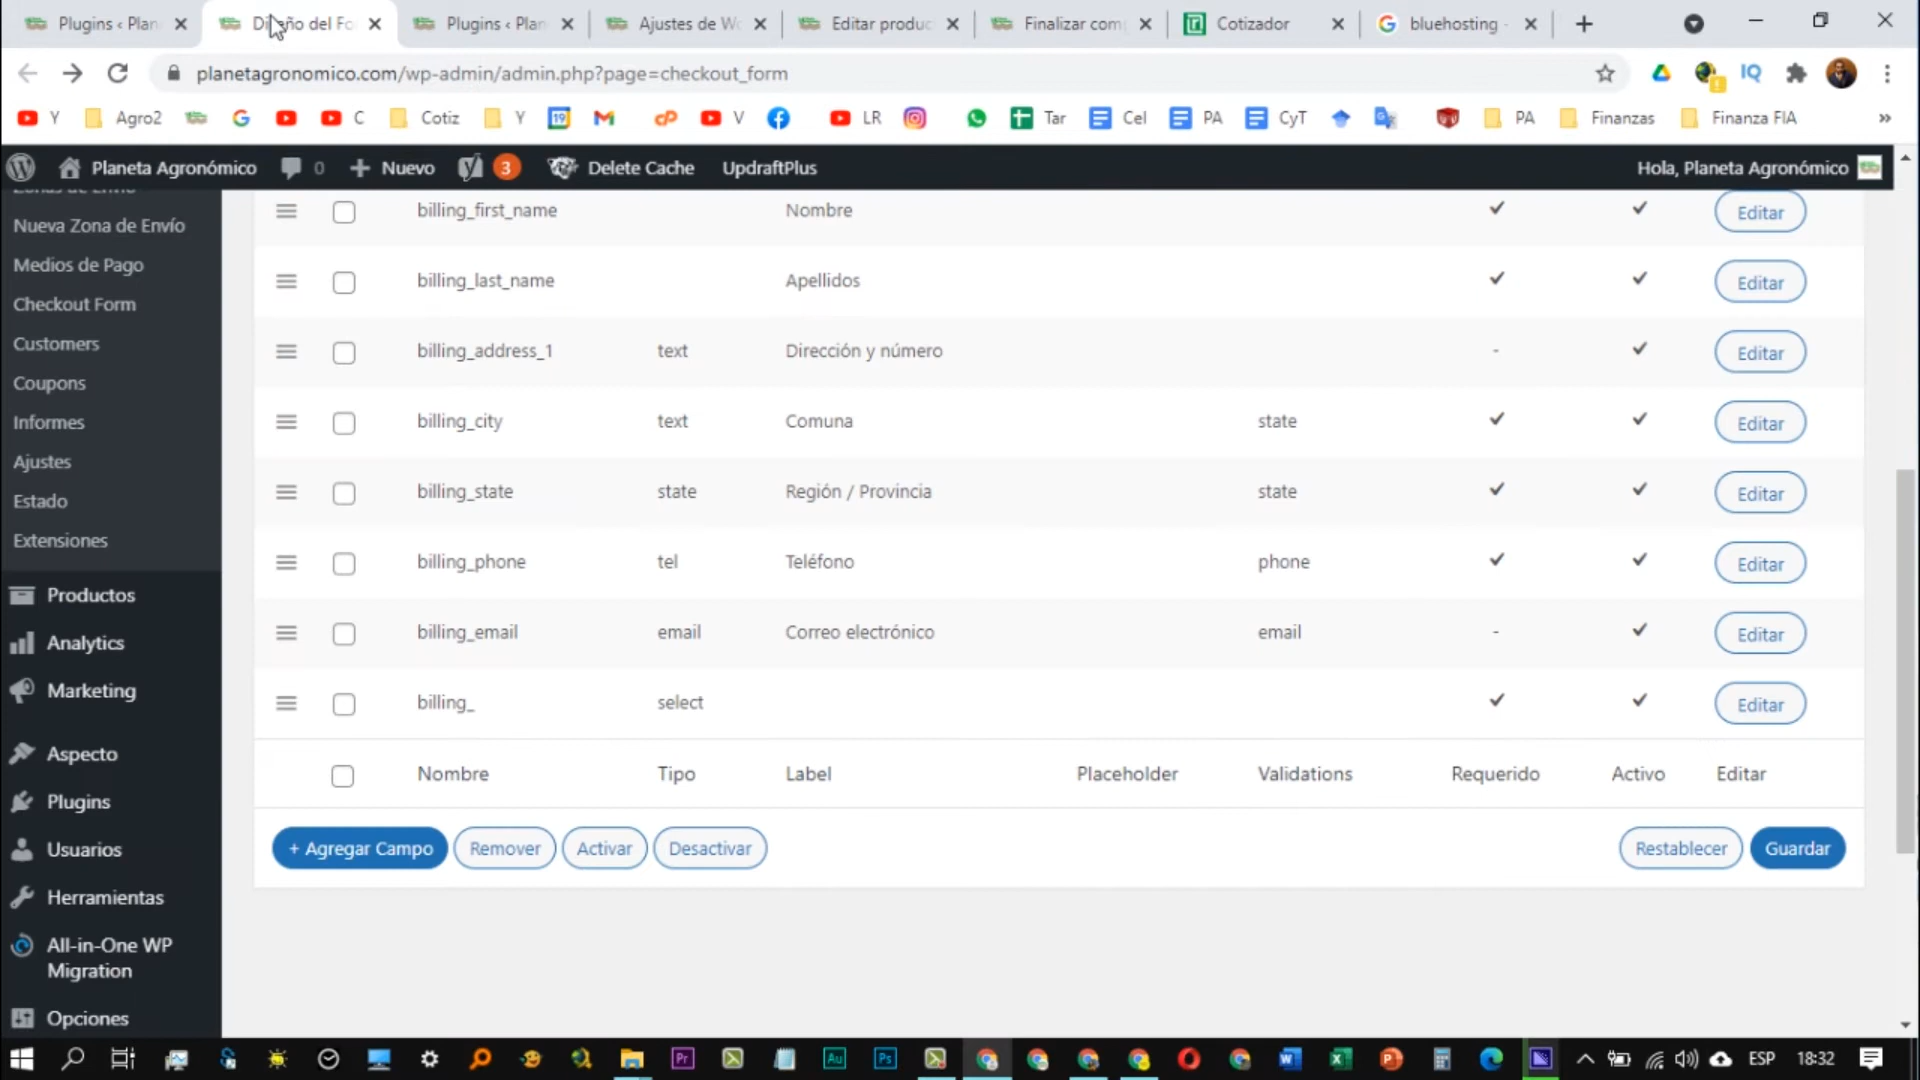 Plugins ‹ Plan
Diseño del Fo
Plugins ‹ Plan
Ajustes de Wo
Editar produc
Finalizar comp
Cotizador
bluehosting -
planetagronomico.com/wp-admin/admin.php?page=checkout_form
Y
Agro2
C
Cotiz
Y
V
LR
Tar
Cel
PA
CyT
PA
Finanzas
Finanza FIA
»
Planeta Agronómico
0
Nuevo
3
Delete Cache
UpdraftPlus
Hola, Planeta Agronómico
Zonas de Envío
Nueva Zona de Envío
Medios de Pago
Checkout Form
Customers
Coupons
Informes
Ajustes
Estado
Extensiones
Productos
Analytics
Marketing
Aspecto
Plugins
Usuarios
Herramientas
All-in-One WP
Migration
Opciones
billing_first_name Nombre Editar
billing_last_name Apellidos Editar
billing_address_1 text Dirección y número - Editar
billing_city text Comuna state Editar
billing_state state Región / Provincia state Editar
billing_phone tel Teléfono phone Editar
billing_email email Correo electrónico email - Editar
billing_ select Editar
Nombre Tipo Label Placeholder Validations Requerido Activo Editar
+ Agregar Campo Remover Activar Desactivar Restablecer Guardar
ESP 18:32